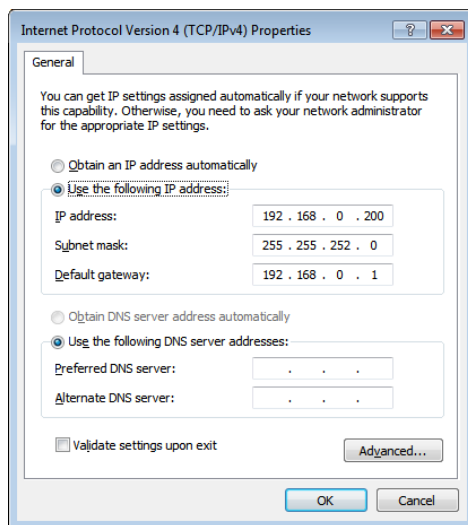 Internet Protocol Version 4 (TCP/IPv4) Properties
General
You can get IP settings assigned automatically if your network supports
this capability. Otherwise, you need to ask your network administrator
for the appropriate IP settings.
Obtain an IP address automatically
Use the following IP address:
IP address: 192 . 168 . 0 . 200
Subnet mask: 255 . 255 . 252 . 0
Default gateway: 192 . 168 . 0 . 1
Obtain DNS server address automatically
Use the following DNS server addresses:
Preferred DNS server: . . .
Alternate DNS server: . . .
Validate settings upon exit
Advanced...
OK Cancel